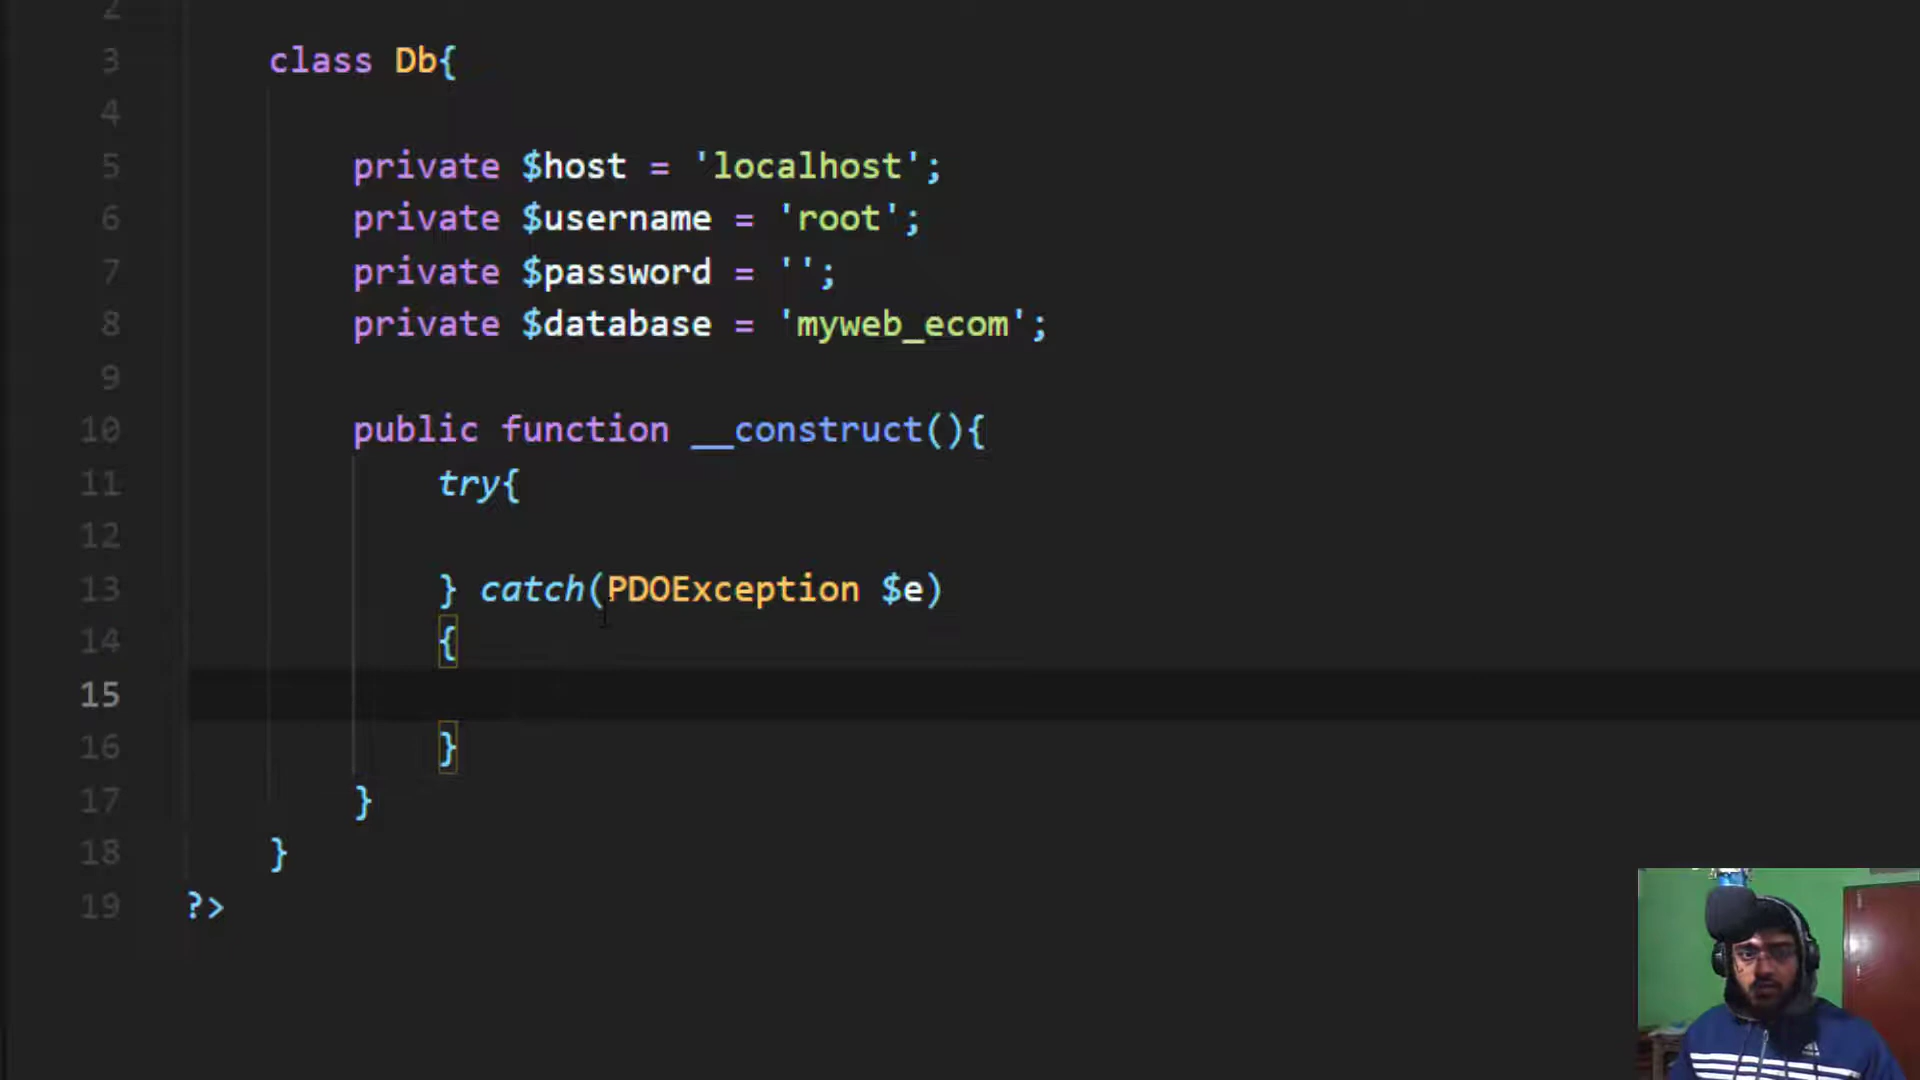 2
3 class Db{
4
5 private $host = 'localhost';
6 private $username = 'root';
7 private $password = '';
8 private $database = 'myweb_ecom';
9
10 public function __construct(){
11 try{
12
13 } catch(PDOException $e)
14 {
15
16 }
17 }
18 }
19 ?>